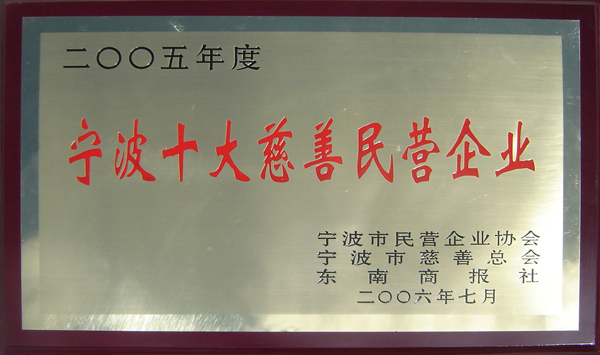 二〇〇五年度
宁波十大慈善民营企业
宁波市民营企业协会
宁波市慈善总会
东南商报社
二〇〇六年七月